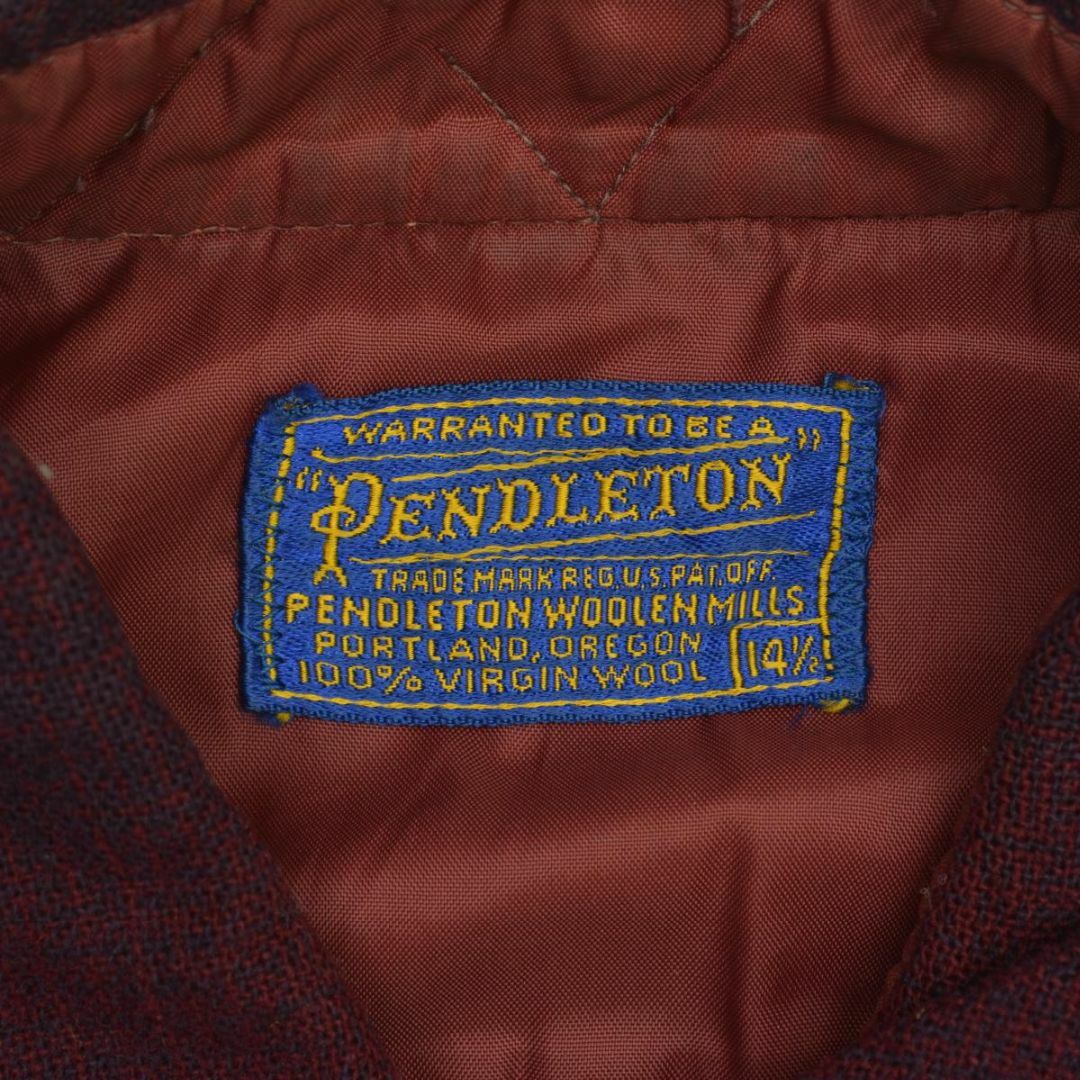 WARRANTED TO BE A
"PENDLETON"
TRADE MARK REG. U.S. PAT. OFF.
PENDLETON WOOLEN MILLS
PORTLAND, OREGON
100% VIRGIN WOOL
14½